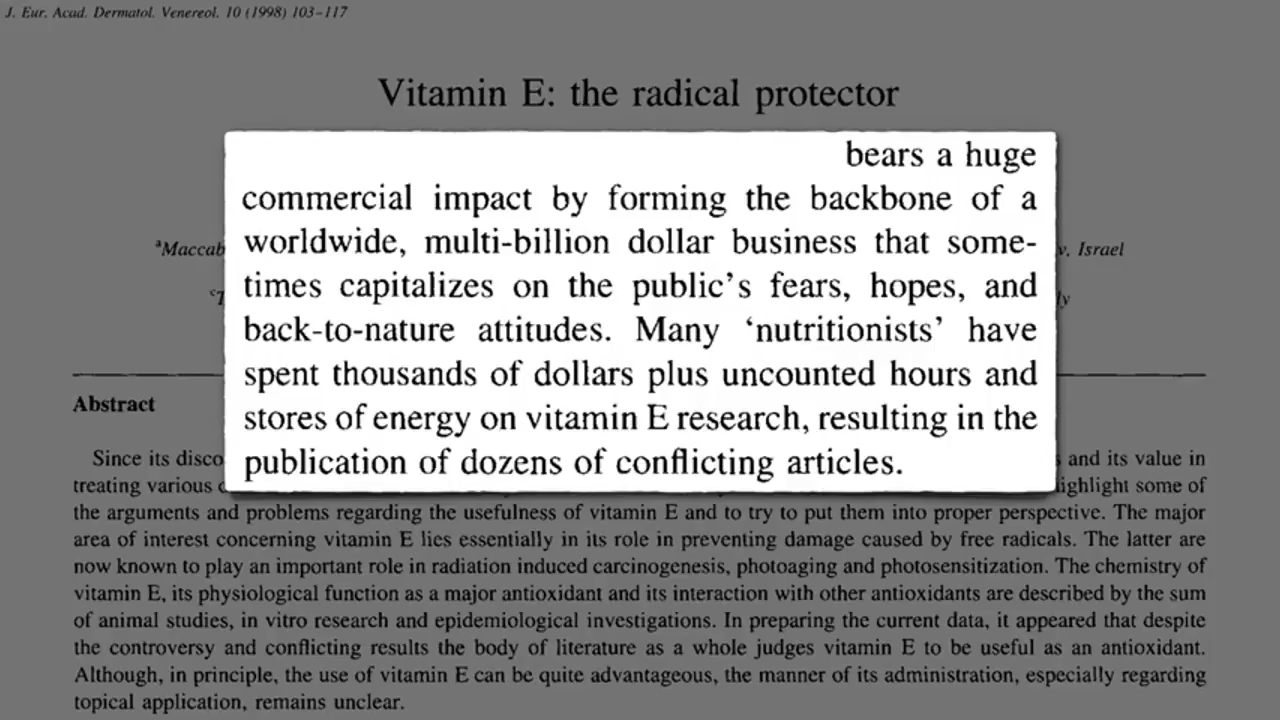 J. Eur. Acad. Dermatol. Venereol. 10 (1998) 103–117
Vitamin E: the radical protector
bears a huge
commercial impact by forming the backbone of a
worldwide, multi-billion dollar business that some-
times capitalizes on the public's fears, hopes, and
back-to-nature attitudes. Many 'nutritionists' have
spent thousands of dollars plus uncounted hours and
stores of energy on vitamin E research, resulting in the
publication of dozens of conflicting articles.
aMaccab
Israel
Abstract
Since its disco
and its value in
treating various
ighlight some of
the arguments and problems regarding the usefulness of vitamin E and to try to put them into proper perspective. The major
area of interest concerning vitamin E lies essentially in its role in preventing damage caused by free radicals. The latter are
now known to play an important role in radiation induced carcinogenesis, photoaging and photosensitization. The chemistry of
vitamin E, its physiological function as a major antioxidant and its interaction with other antioxidants are described by the sum
of animal studies, in vitro research and epidemiological investigations. In preparing the current data, it appeared that despite
the controversy and conflicting results the body of literature as a whole judges vitamin E to be useful as an antioxidant.
Although, in principle, the use of vitamin E can be quite advantageous, the manner of its administration, especially regarding
topical application, remains unclear.